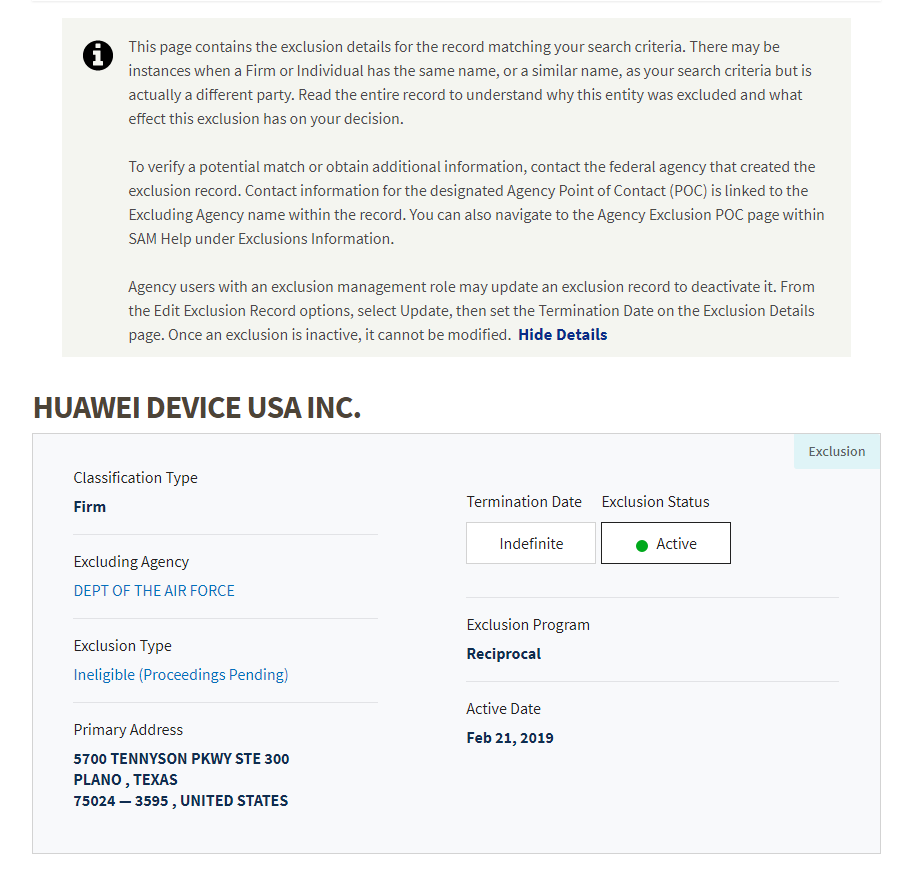 This page contains the exclusion details for the record matching your search criteria. There may be
instances when a Firm or Individual has the same name, or a similar name, as your search criteria but is
actually a different party. Read the entire record to understand why this entity was excluded and what
effect this exclusion has on your decision.
To verify a potential match or obtain additional information, contact the federal agency that created the
exclusion record. Contact information for the designated Agency Point of Contact (POC) is linked to the
Excluding Agency name within the record. You can also navigate to the Agency Exclusion POC page within
SAM Help under Exclusions Information.
Agency users with an exclusion management role may update an exclusion record to deactivate it. From
the Edit Exclusion Record options, select Update, then set the Termination Date on the Exclusion Details
page. Once an exclusion is inactive, it cannot be modified. Hide Details
HUAWEI DEVICE USA INC.
Exclusion
Classification Type
Firm
Excluding Agency
DEPT OF THE AIR FORCE
Exclusion Type
Ineligible (Proceedings Pending)
Primary Address
5700 TENNYSON PKWY STE 300
PLANO , TEXAS
75024 — 3595 , UNITED STATES
Termination Date
Indefinite
Exclusion Status
Active
Exclusion Program
Reciprocal
Active Date
Feb 21, 2019